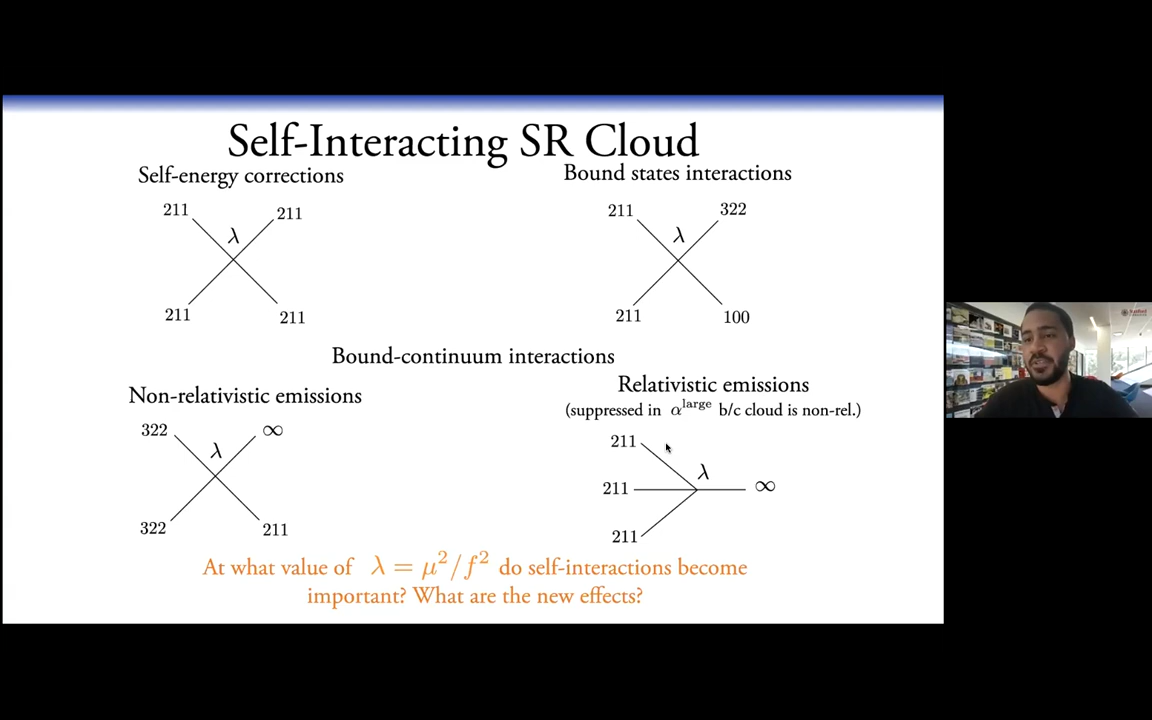 Self-Interacting SR Cloud
Self-energy corrections
211 211
λ
211 211
Bound states interactions
211 322
λ
211 100
Bound-continuum interactions
Non-relativistic emissions
322 ∞
λ
322 211
Relativistic emissions
(suppressed in α^large b/c cloud is non-rel.)
211
λ
211 ∞
211
At what value of λ = μ²/f² do self-interactions become
important? What are the new effects?